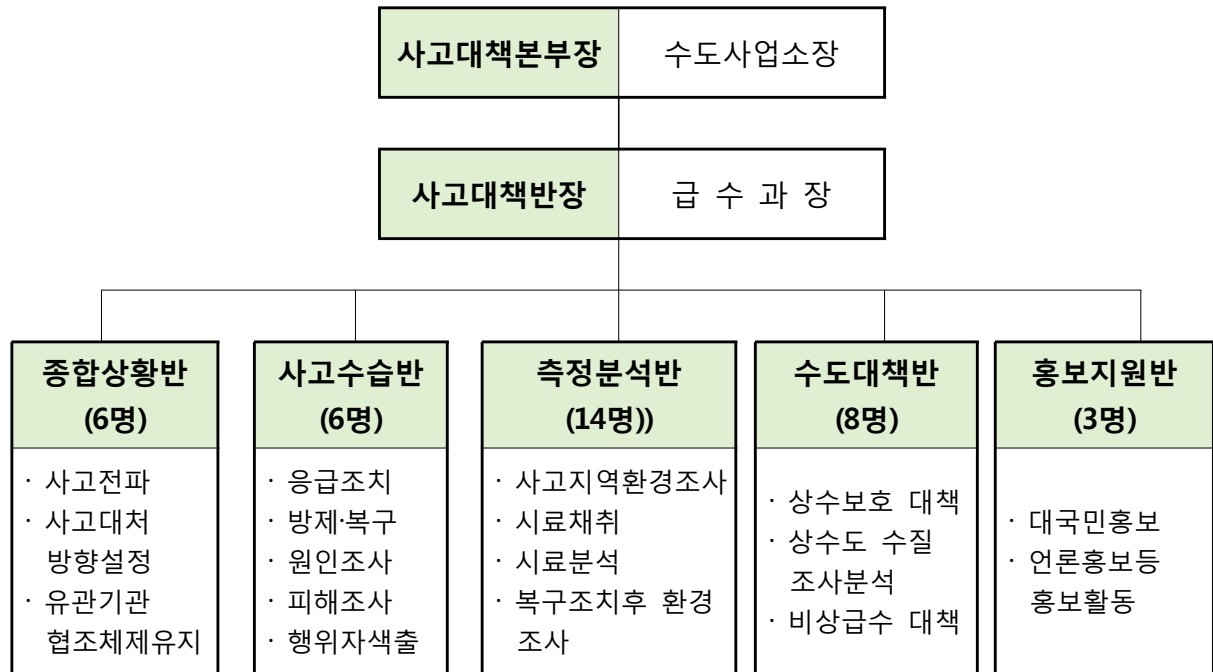 사고대책본부장 수도사업소장
사고대책반장 급 수 과 장
종합상황반
(6명)
· 사고전파
· 사고대처
방향설정
· 유관기관
협조체제유지
사고수습반
(6명)
· 응급조치
· 방제·복구
· 원인조사
· 피해조사
· 행위자색출
측정분석반
(14명))
· 사고지역환경조사
· 시료채취
· 시료분석
· 복구조치후 환경
조사
수도대책반
(8명)
· 상수보호 대책
· 상수도 수질
조사분석
· 비상급수 대책
홍보지원반
(3명)
· 대국민홍보
· 언론홍보등
홍보활동